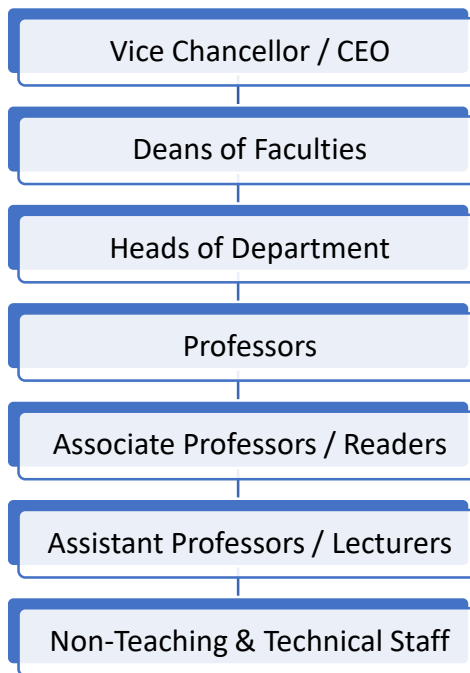 Vice Chancellor / CEO
Deans of Faculties
Heads of Department
Professors
Associate Professors / Readers
Assistant Professors / Lecturers
Non-Teaching & Technical Staff